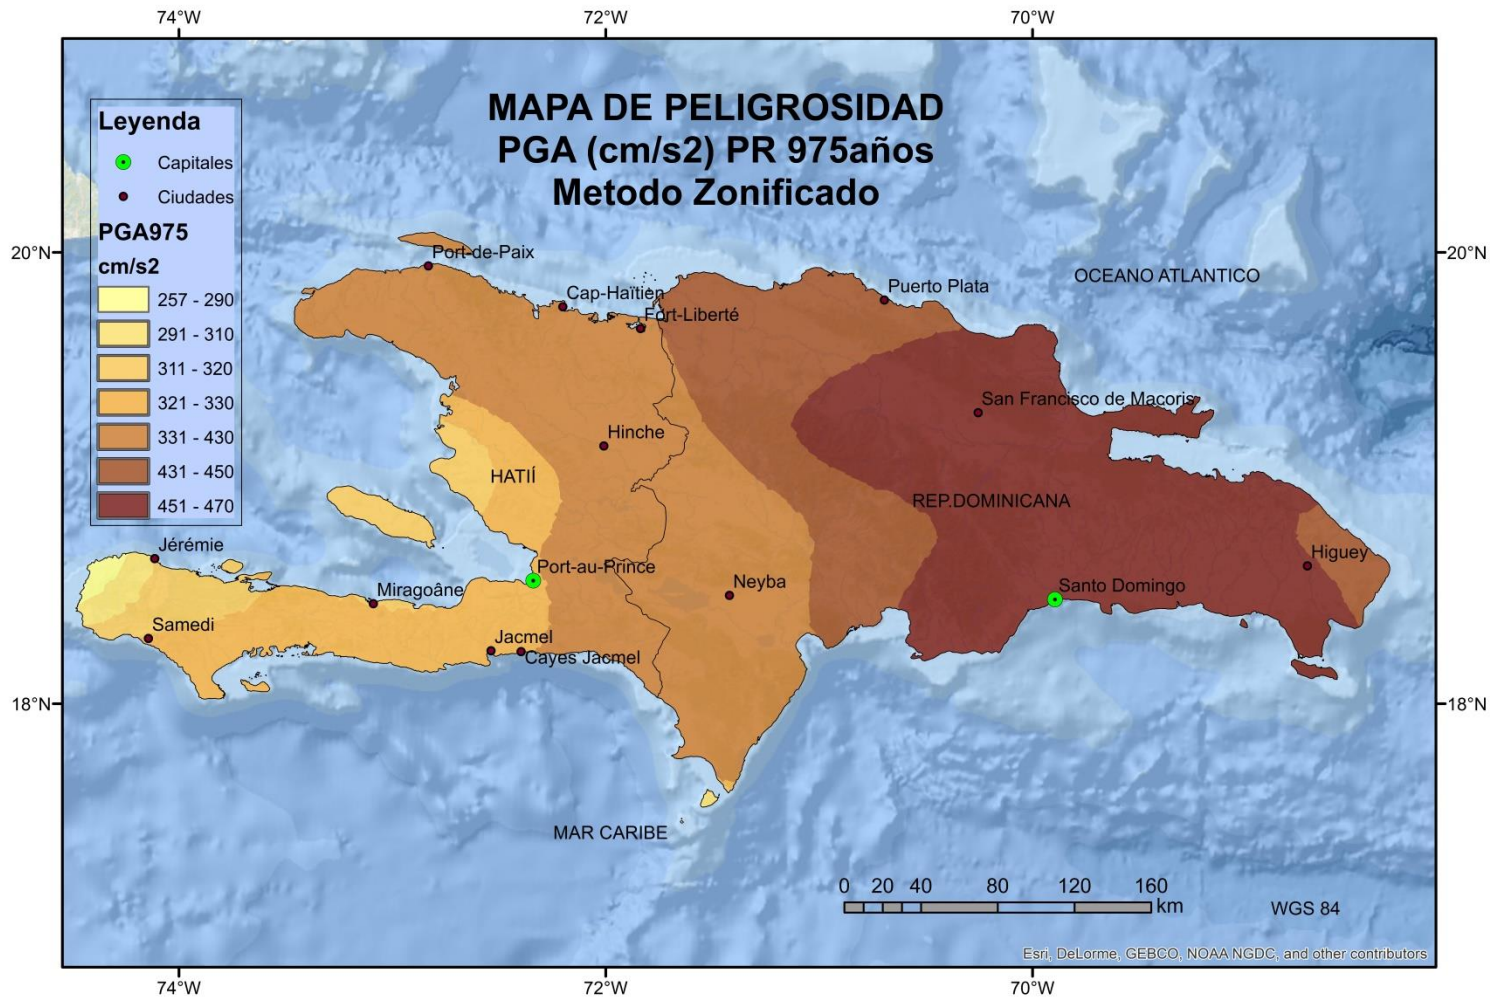 74°W
72°W
70°W
MAPA DE PELIGROSIDAD
PGA (cm/s2) PR 975años
Metodo Zonificado
Leyenda
Capitales
Ciudades
PGA975
cm/s2
257 - 290
291 - 310
311 - 320
321 - 330
331 - 430
431 - 450
451 - 470
20°N
20°N
Port-de-Paix
OCEANO ATLANTICO
Cap-Haïtien
Puerto Plata
Fort-Liberté
San Francisco de Macoris
Hinche
HATIÍ
REP.DOMINICANA
Jérémie
Higuey
Port-au-Prince
Neyba
Santo Domingo
Miragoâne
Samedi
Jacmel
Cayes Jacmel
18°N
18°N
MAR CARIBE
0 20 40 80 120 160
km
WGS 84
Esri, DeLorme, GEBCO, NOAA NGDC, and other contributors
74°W
72°W
70°W